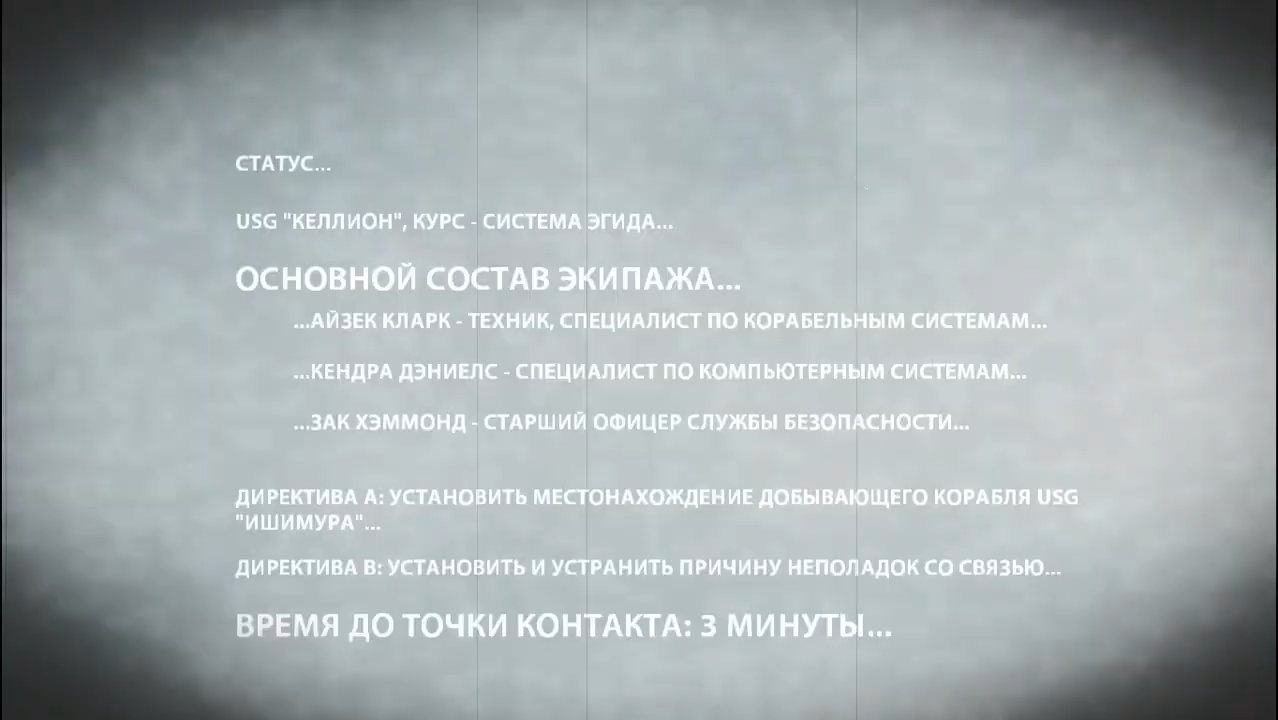 СТАТУС...
USG "КЕЛЛИОН", КУРС - СИСТЕМА ЭГИДА...
ОСНОВНОЙ СОСТАВ ЭКИПАЖА...
...АЙЗЕК КЛАРК - ТЕХНИК, СПЕЦИАЛИСТ ПО КОРАБЕЛЬНЫМ СИСТЕМАМ...
...КЕНДРА ДЭНИЕЛС - СПЕЦИАЛИСТ ПО КОМПЬЮТЕРНЫМ СИСТЕМАМ...
...ЗАК ХЭММОНД - СТАРШИЙ ОФИЦЕР СЛУЖБЫ БЕЗОПАСНОСТИ...
ДИРЕКТИВА А: УСТАНОВИТЬ МЕСТОНАХОЖДЕНИЕ ДОБЫВАЮЩЕГО КОРАБЛЯ USG
"ИШИМУРА"...
ДИРЕКТИВА В: УСТАНОВИТЬ И УСТРАНИТЬ ПРИЧИНУ НЕПОЛАДОК СО СВЯЗЬЮ...
ВРЕМЯ ДО ТОЧКИ КОНТАКТА: 3 МИНУТЫ...